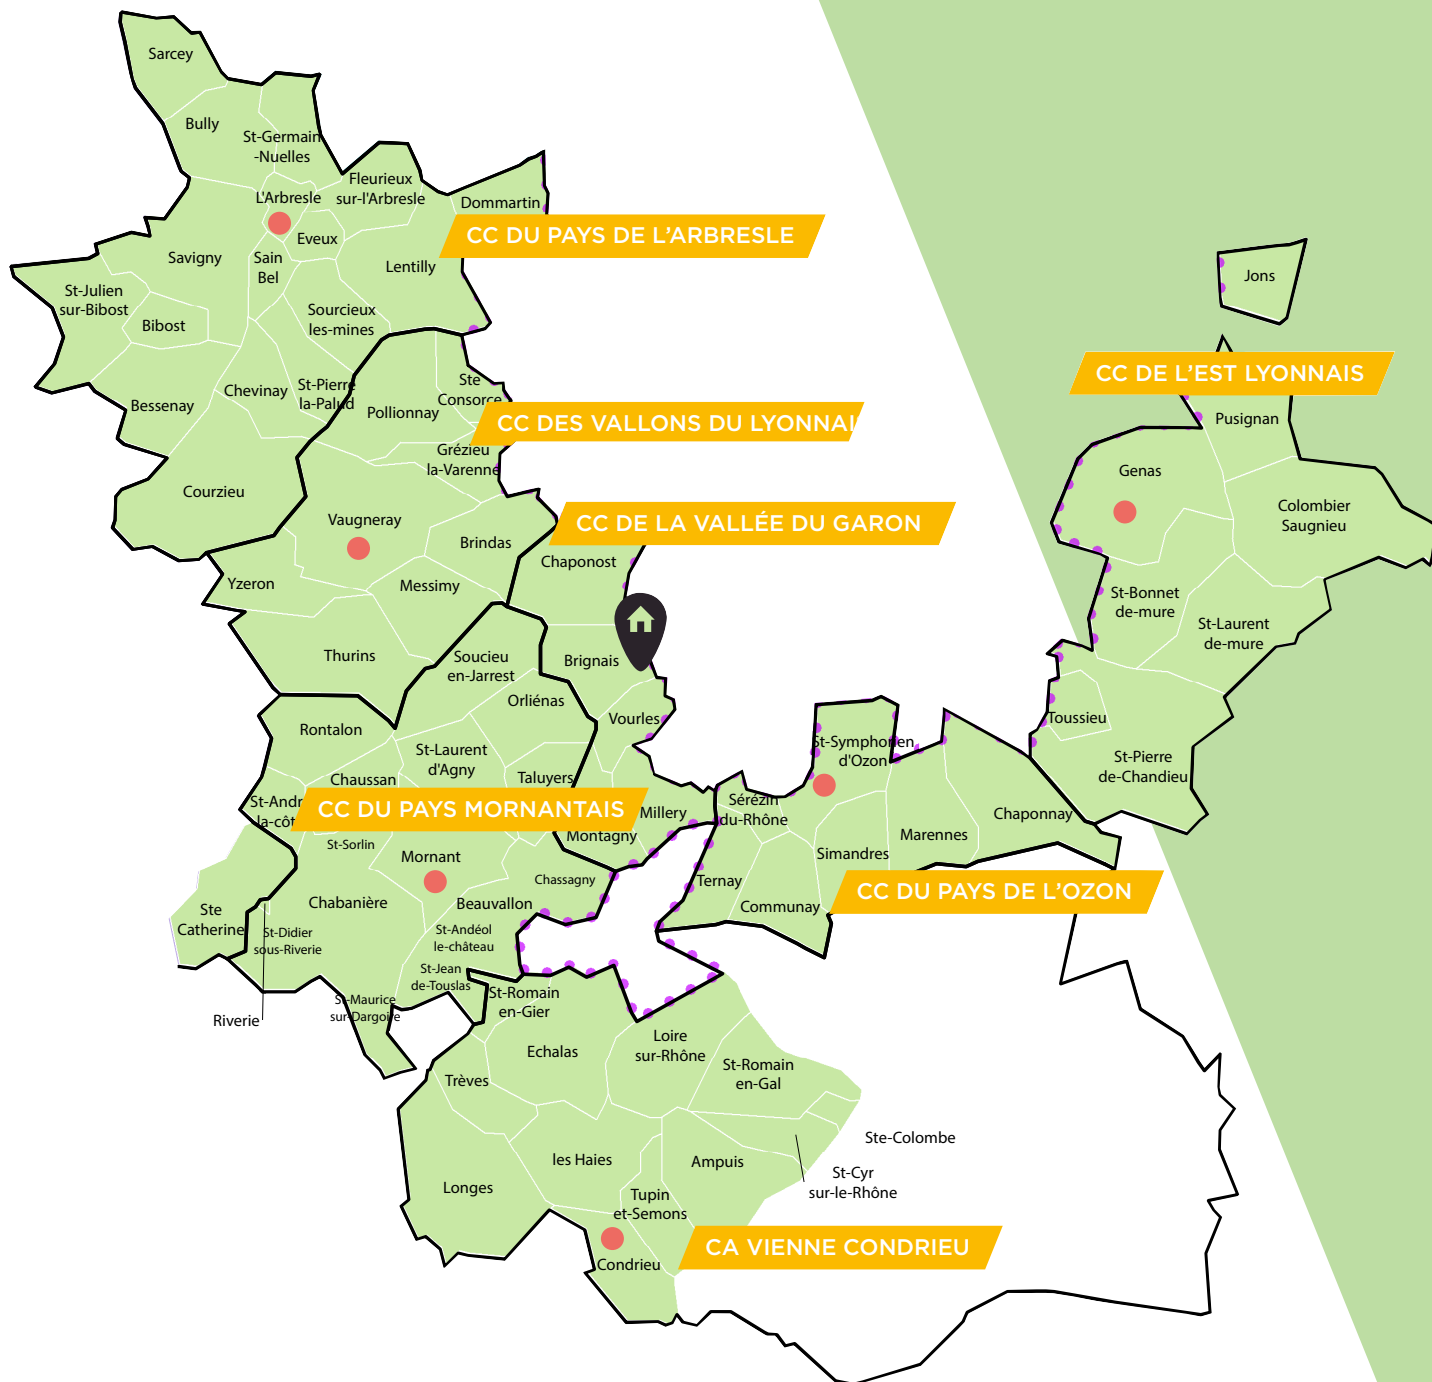 Sarcey
Bully
St-Germain
-Nuelles
L'Arbresle
Fleurieux
sur-l'Arbresle
Dommartin
CC DU PAYS DE L'ARBRESLE
Eveux
Savigny
Sain
Bel
Lentilly
St-Julien
sur-Bibost
Bibost
Sourcieux
les-mines
Jons
CC DE L'EST LYONNAIS
Bessenay
Chevinay
St-Pierre
la-Palud
Pollionnay
Ste
Consorce
CC DES VALLONS DU LYONNAI
Pusignan
Grézieu
la-Varenne
Genas
Courzieu
Colombier
Saugnieu
Vaugneray
CC DE LA VALLÉE DU GARON
Brindas
Chaponost
Yzeron
Messimy
St-Bonnet
de-mure
St-Laurent
de-mure
Thurins
Soucieu
en-Jarrest
Brignais
Orliénas
Vourles
Toussieu
Rontalon
St-Laurent
d'Agny
St-Symphorien
d'Ozon
St-Pierre
de-Chandieu
Chaussan
Taluyers
St-Andr
la-côt
CC DU PAYS MORNANTAIS
Millery
Sérézin
du-Rhône
Chaponnay
Montagny
Marennes
St-Sorlin
Mornant
Simandres
Chassagny
Ternay
CC DU PAYS DE L'OZON
Chabanière
Beauvallon
Communay
Ste
Catherine
St-Didier
sous-Riverie
St-Andéol
le-château
St-Jean
de-Touslas
St-Romain
en-Gier
St-Maurice
sur-Dargoire
Riverie
Echalas
Loire
sur-Rhône
St-Romain
en-Gal
Trèves
Ste-Colombe
les Haies
Ampuis
St-Cyr
sur-le-Rhône
Longes
Tupin
et-Semons
CA VIENNE CONDRIEU
Condrieu